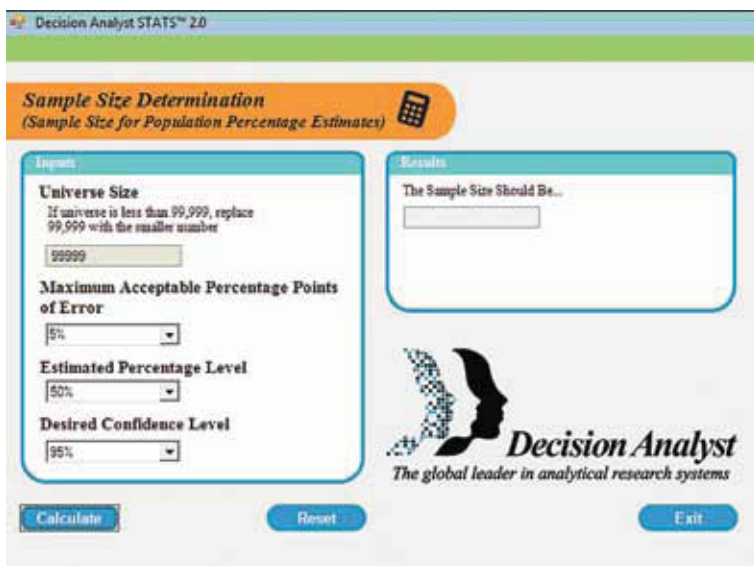 Decision Analyst STATS™ 2.0
Sample Size Determination
(Sample Size for Population Percentage Estimates)
Inputs
Universe Size
If universe is less than 99,999, replace
99,999 with the smaller number
99999
Maximum Acceptable Percentage Points
of Error
5%
Estimated Percentage Level
50%
Desired Confidence Level
95%
Results
The Sample Size Should Be...
Decision Analyst
The global leader in analytical research systems
Calculate
Reset
Exit